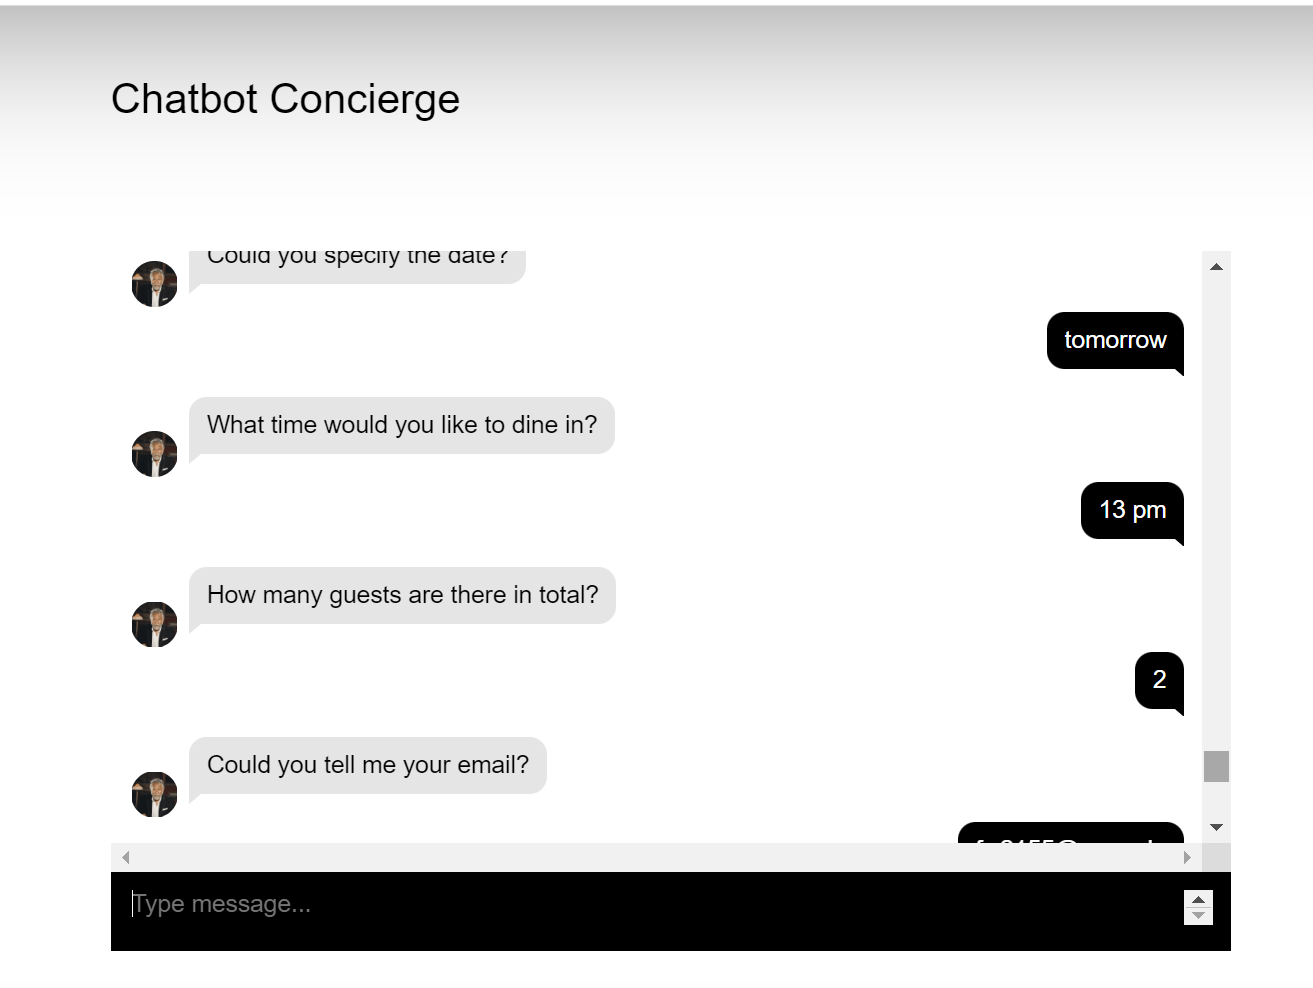 Chatbot Concierge
Could you specify the date?
tomorrow
What time would you like to dine in?
13 pm
How many guests are there in total?
2
Could you tell me your email?
Type message...